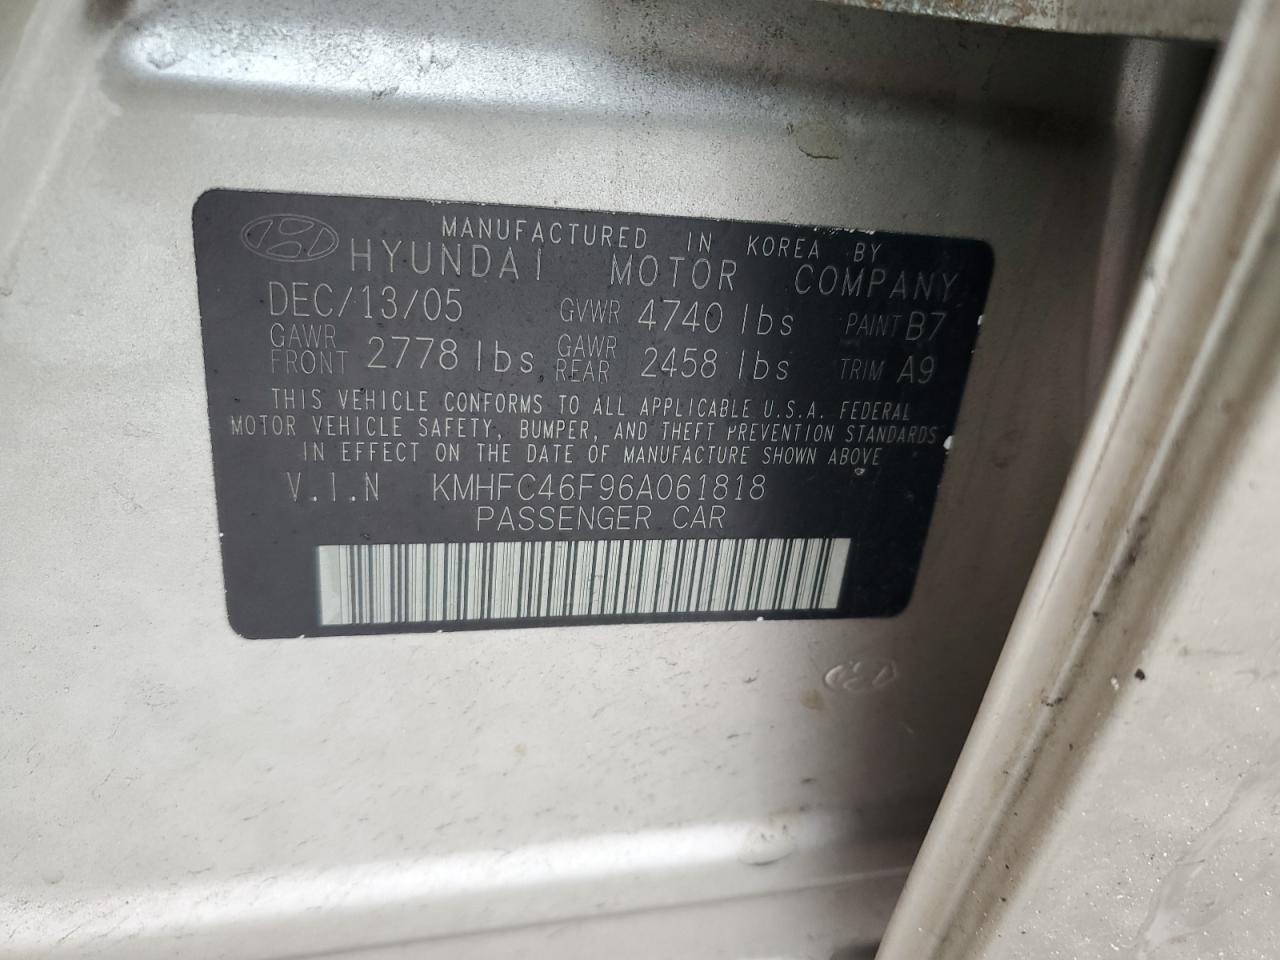 MANUFACTURED IN KOREA BY
HYUNDAI MOTOR COMPANY
DEC/13/05 GVWR 4740 lbs PAINT B7
GAWR FRONT 2778 lbs GAWR REAR 2458 lbs TRIM A9
THIS VEHICLE CONFORMS TO ALL APPLICABLE U.S.A. FEDERAL
MOTOR VEHICLE SAFETY, BUMPER, AND THEFT PREVENTION STANDARDS
IN EFFECT ON THE DATE OF MANUFACTURE SHOWN ABOVE
V.I.N KMHFC46F96A061818
PASSENGER CAR